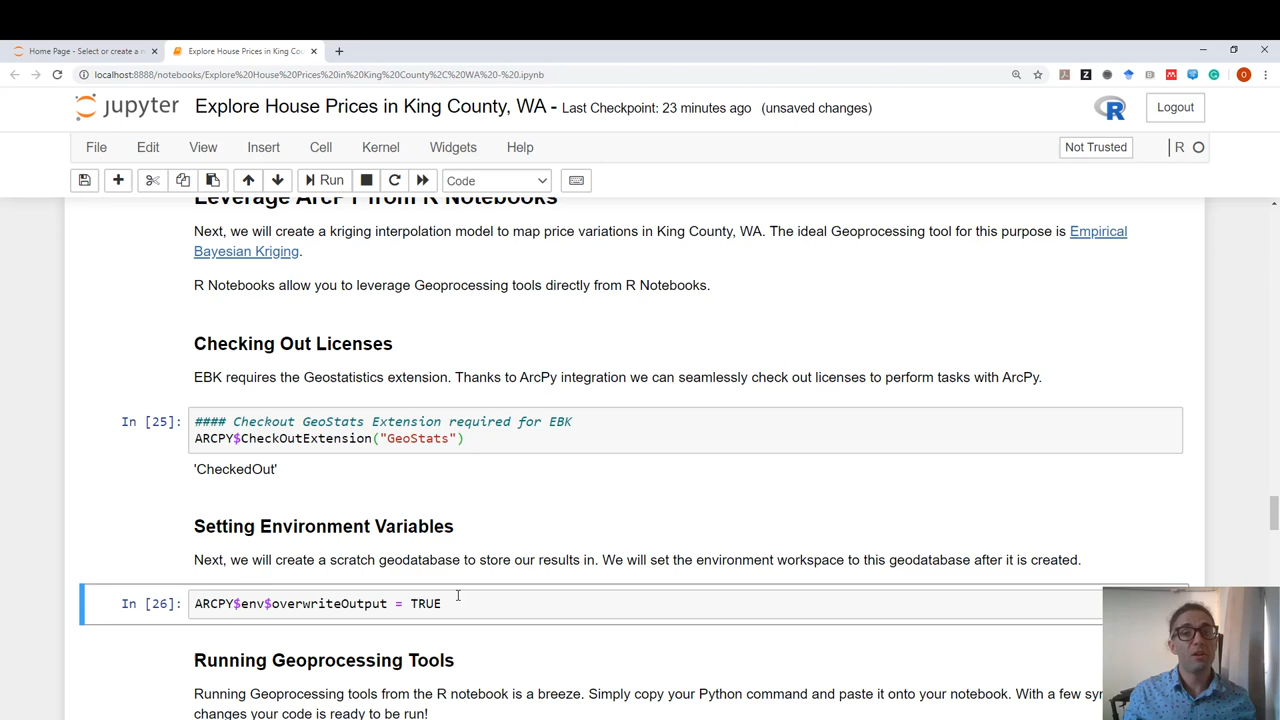 Home Page - Select or create a n
Explore House Prices in King Co
localhost:8888/notebooks/Explore%20House%20Prices%20in%20King%20County%2C%20WA%20-%20.ipynb
jupyter
Explore House Prices in King County, WA - Last Checkpoint: 23 minutes ago (unsaved changes)
R
Logout
File Edit View Insert Cell Kernel Widgets Help
Not Trusted
R
Run
Code
Leverage ArcPY from R Notebooks
Next, we will create a kriging interpolation model to map price variations in King County, WA. The ideal Geoprocessing tool for this purpose is Empirical
Bayesian Kriging.
R Notebooks allow you to leverage Geoprocessing tools directly from R Notebooks.
Checking Out Licenses
EBK requires the Geostatistics extension. Thanks to ArcPy integration we can seamlessly check out licenses to perform tasks with ArcPy.
In [25]:
#### Checkout GeoStats Extension required for EBK
ARCPY$CheckOutExtension("GeoStats")
'CheckedOut'
Setting Environment Variables
Next, we will create a scratch geodatabase to store our results in. We will set the environment workspace to this geodatabase after it is created.
In [26]:
ARCPY$env$overwriteOutput = TRUE
Running Geoprocessing Tools
Running Geoprocessing tools from the R notebook is a breeze. Simply copy your Python command and paste it onto your notebook. With a few syn
changes your code is ready to be run!